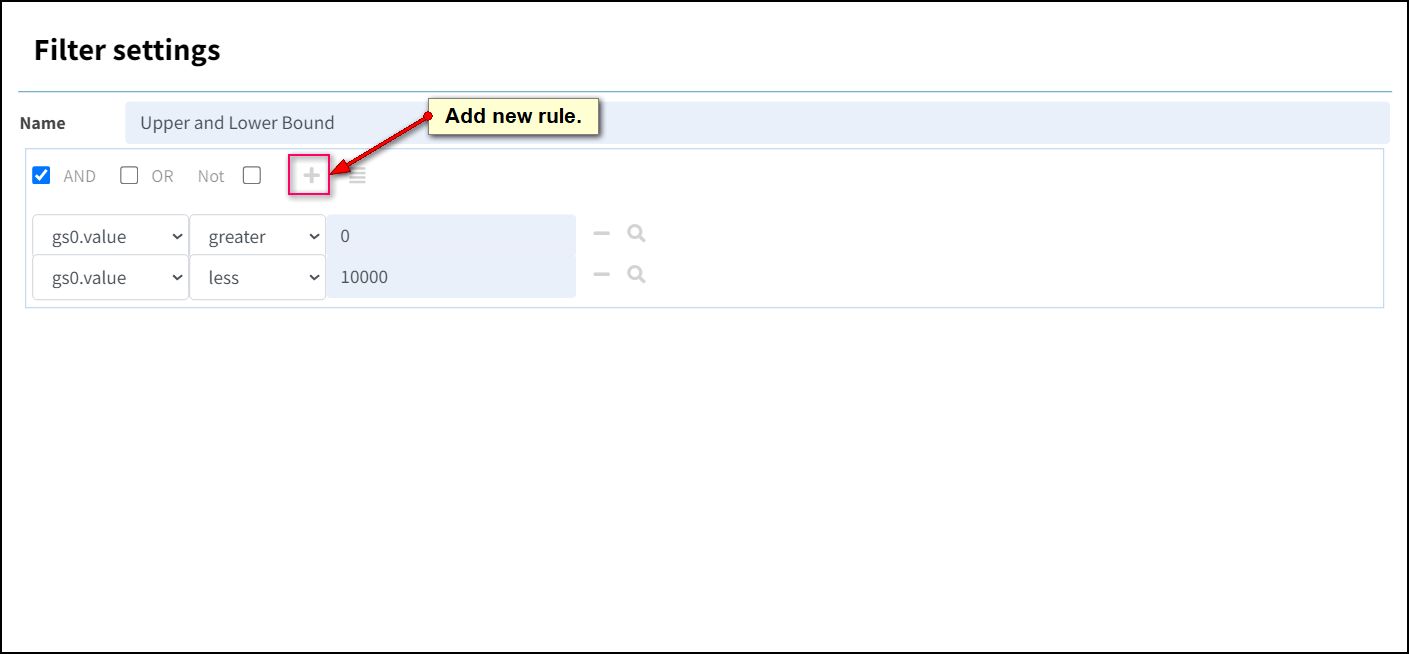 Filter settings
Name Upper and Lower Bound
Add new rule.
AND OR Not
gs0.value greater 0
gs0.value less 10000